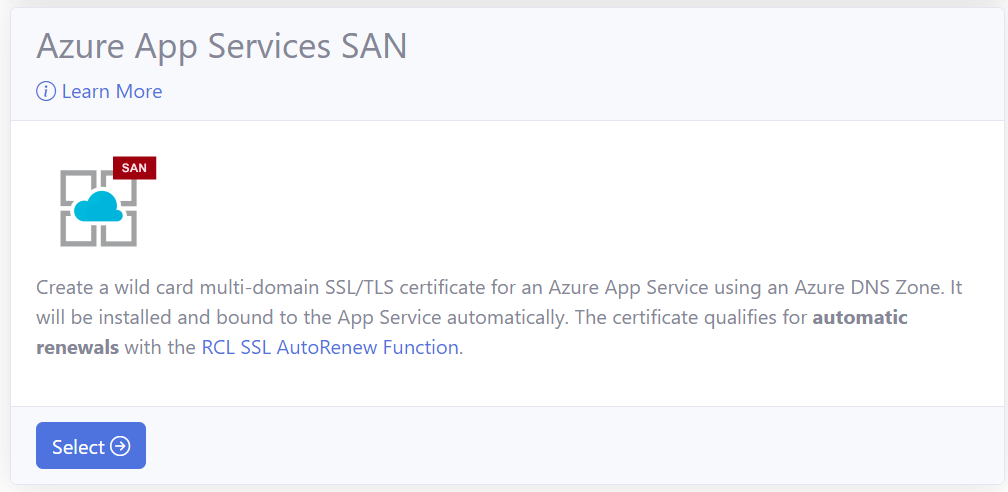 Azure App Services SAN
Learn More
SAN
Create a wild card multi-domain SSL/TLS certificate for an Azure App Service using an Azure DNS Zone. It
will be installed and bound to the App Service automatically. The certificate qualifies for automatic
renewals with the RCL SSL AutoRenew Function.
Select